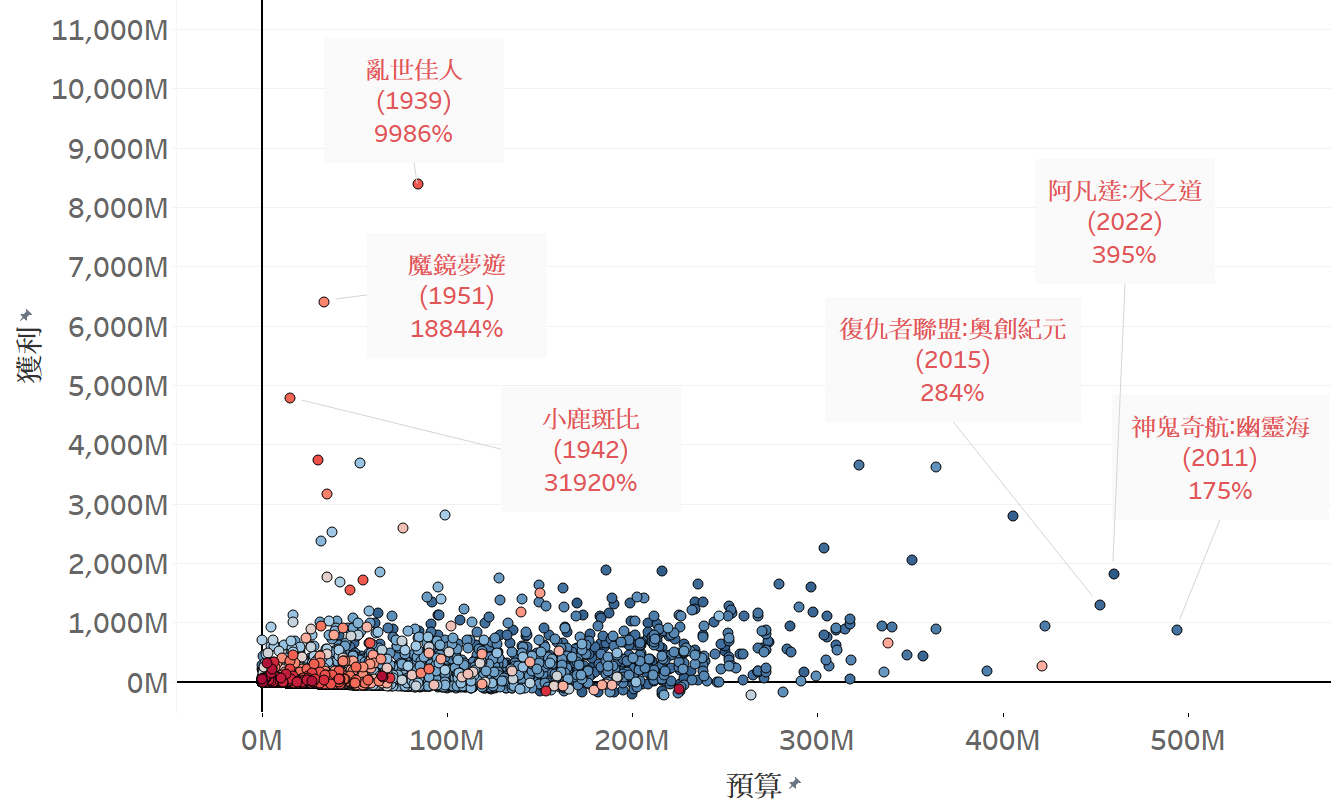 11,000M
10,000M
9,000M
8,000M
7,000M
6,000M
5,000M
4,000M
3,000M
2,000M
1,000M
0M
獲利
亂世佳人
(1939)
9986%
魔鏡夢遊
(1951)
18844%
小鹿斑比
(1942)
31920%
阿凡達:水之道
(2022)
395%
復仇者聯盟:奧創紀元
(2015)
284%
神鬼奇航:幽靈海
(2011)
175%
0M
100M
200M
300M
400M
500M
預算